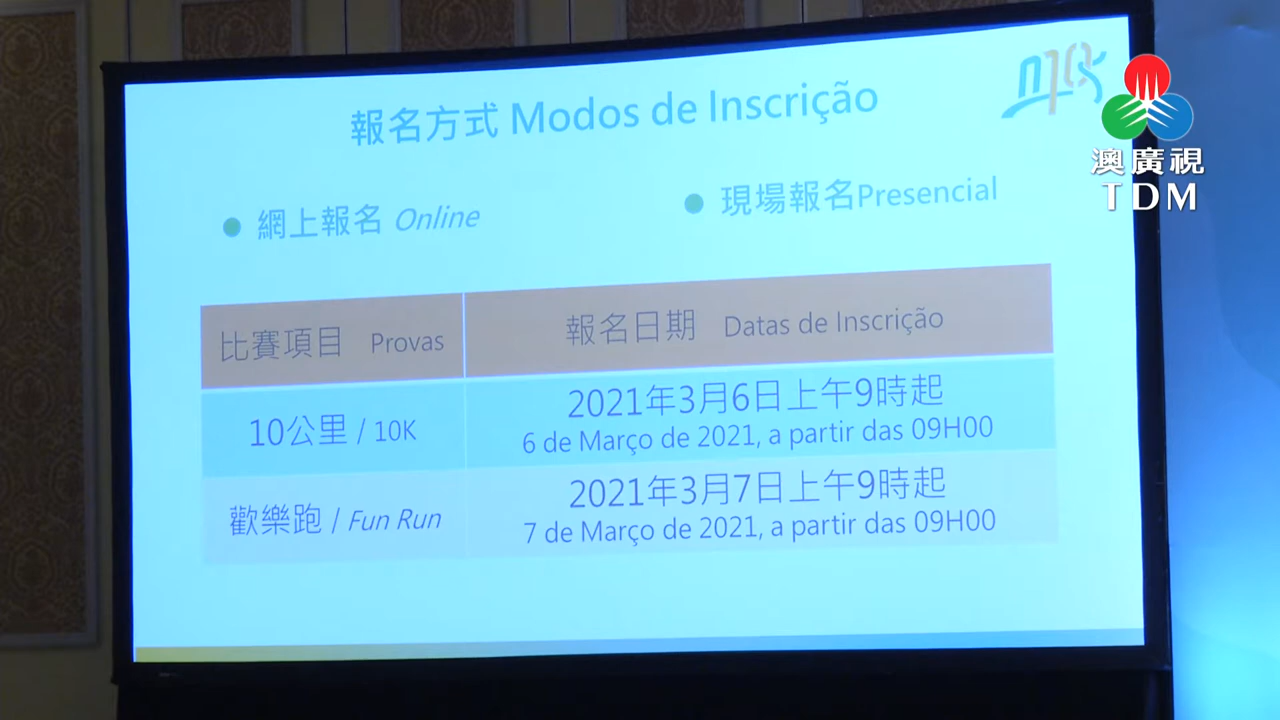 報名方式 Modos de Inscrição
網上報名 Online
現場報名Presencial
比賽項目 Provas
報名日期 Datas de Inscrição
10公里 / 10K
2021年3月6日上午9時起
6 de Março de 2021, a partir das 09H00
歡樂跑 / Fun Run
2021年3月7日上午9時起
7 de Março de 2021, a partir das 09H00
澳廣視
TDM